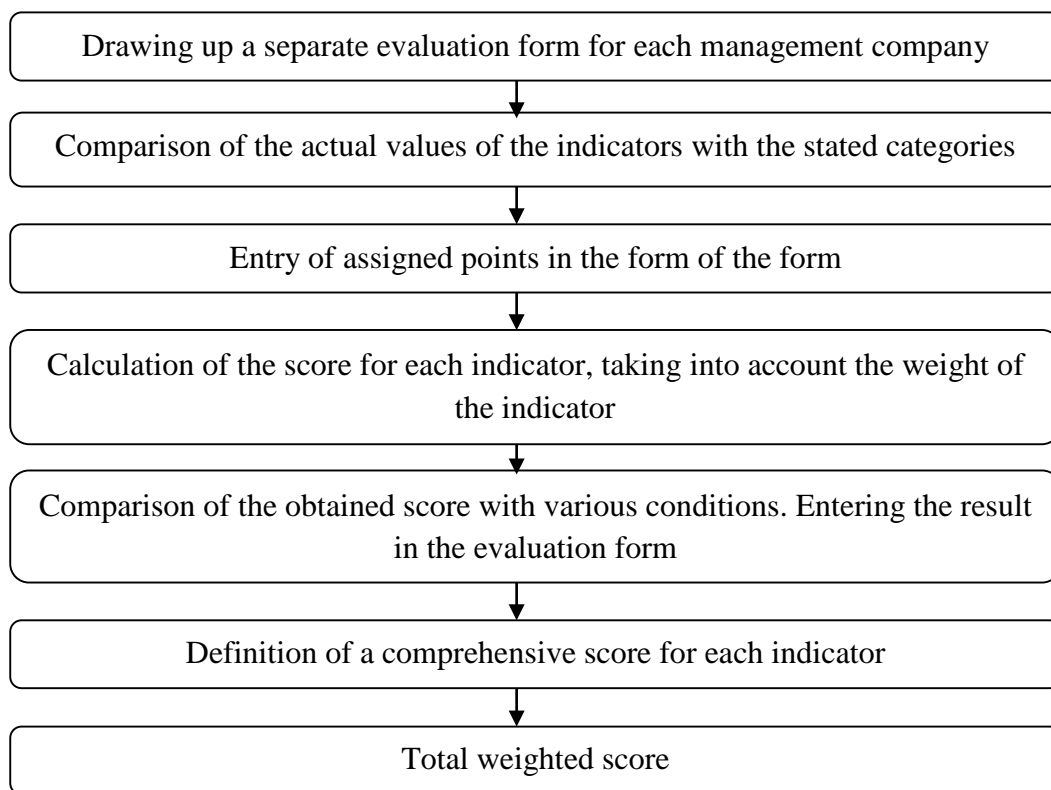 Drawing up a separate evaluation form for each management company
Comparison of the actual values of the indicators with the stated categories
Entry of assigned points in the form of the form
Calculation of the score for each indicator, taking into account the weight of
the indicator
Comparison of the obtained score with various conditions. Entering the result
in the evaluation form
Definition of a comprehensive score for each indicator
Total weighted score